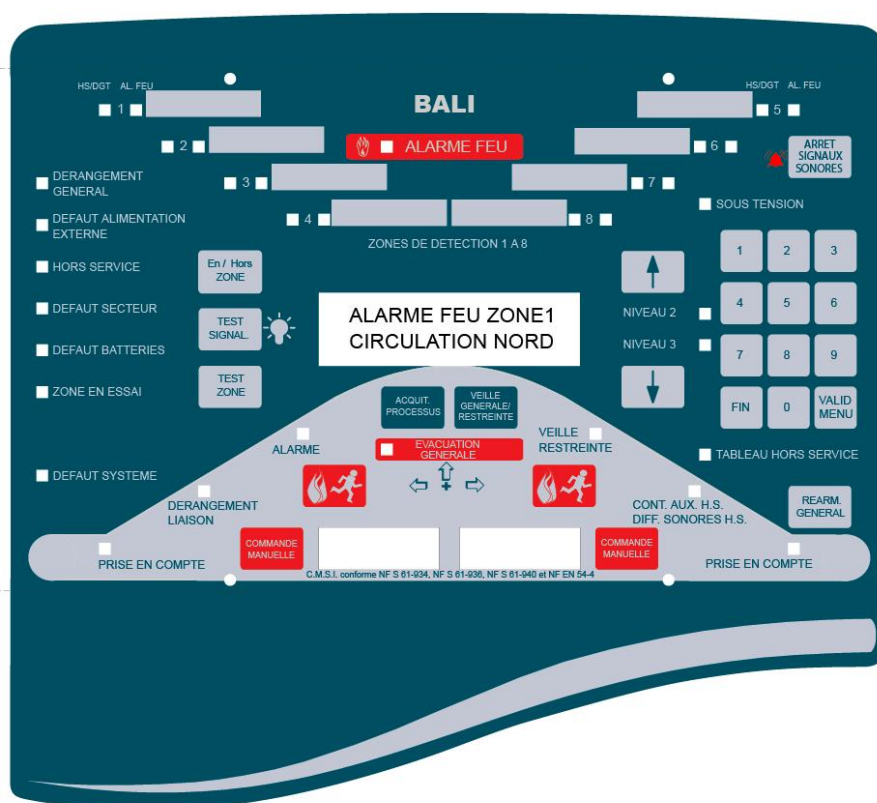 HS/DGT AL. FEU
1
BALI
HS/DGT AL. FEU
5
2
ALARME FEU
6
ARRET
SIGNAUX
SONORES
DERANGEMENT
GENERAL
3
7
4
8
SOUS TENSION
DEFAUT ALIMENTATION
EXTERNE
ZONES DE DETECTION 1 A 8
HORS SERVICE
En / Hors
ZONE
1
2
3
DEFAUT SECTEUR
TEST
SIGNAL.
ALARME FEU ZONE1
CIRCULATION NORD
NIVEAU 2
NIVEAU 3
4
5
6
DEFAUT BATTERIES
7
8
9
ZONE EN ESSAI
TEST
ZONE
ACQUIT.
PROCESSUS
VEILLE
GENERALE/
RESTREINTE
FIN
0
VALID
MENU
ALARME
EVACUATION
GENERALE
VEILLE
RESTREINTE
TABLEAU HORS SERVICE
DEFAUT SYSTEME
DERANGEMENT
LIAISON
CONT. AUX. H.S.
DIFF. SONORES H.S.
REARM.
GENERAL
PRISE EN COMPTE
COMMANDE
MANUELLE
COMMANDE
MANUELLE
PRISE EN COMPTE
C.M.S.I. conforme NF S 61-934, NF S 61-936, NF S 61-940 et NF EN 54-4